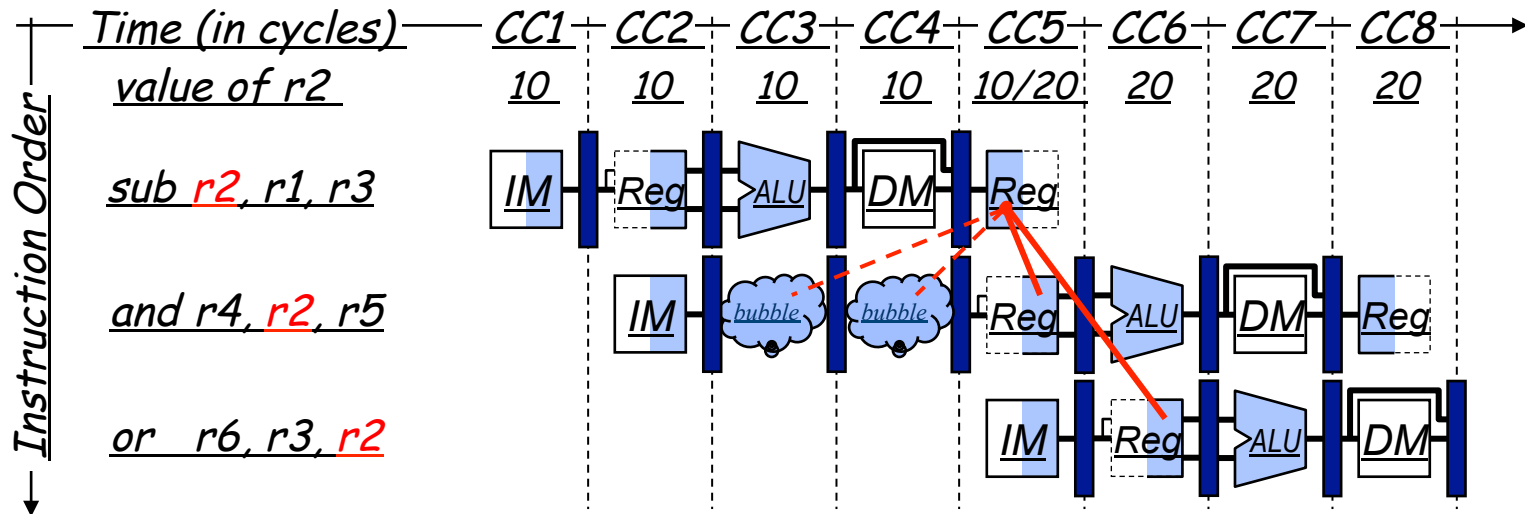 Time (in cycles) CC1 CC2 CC3 CC4 CC5 CC6 CC7 CC8
value of r2 10 10 10 10 10/20 20 20 20
Instruction Order
sub r2, r1, r3 IM Reg ALU DM Reg
and r4, r2, r5 IM bubble bubble Reg ALU DM Reg
or r6, r3, r2 IM Reg ALU DM